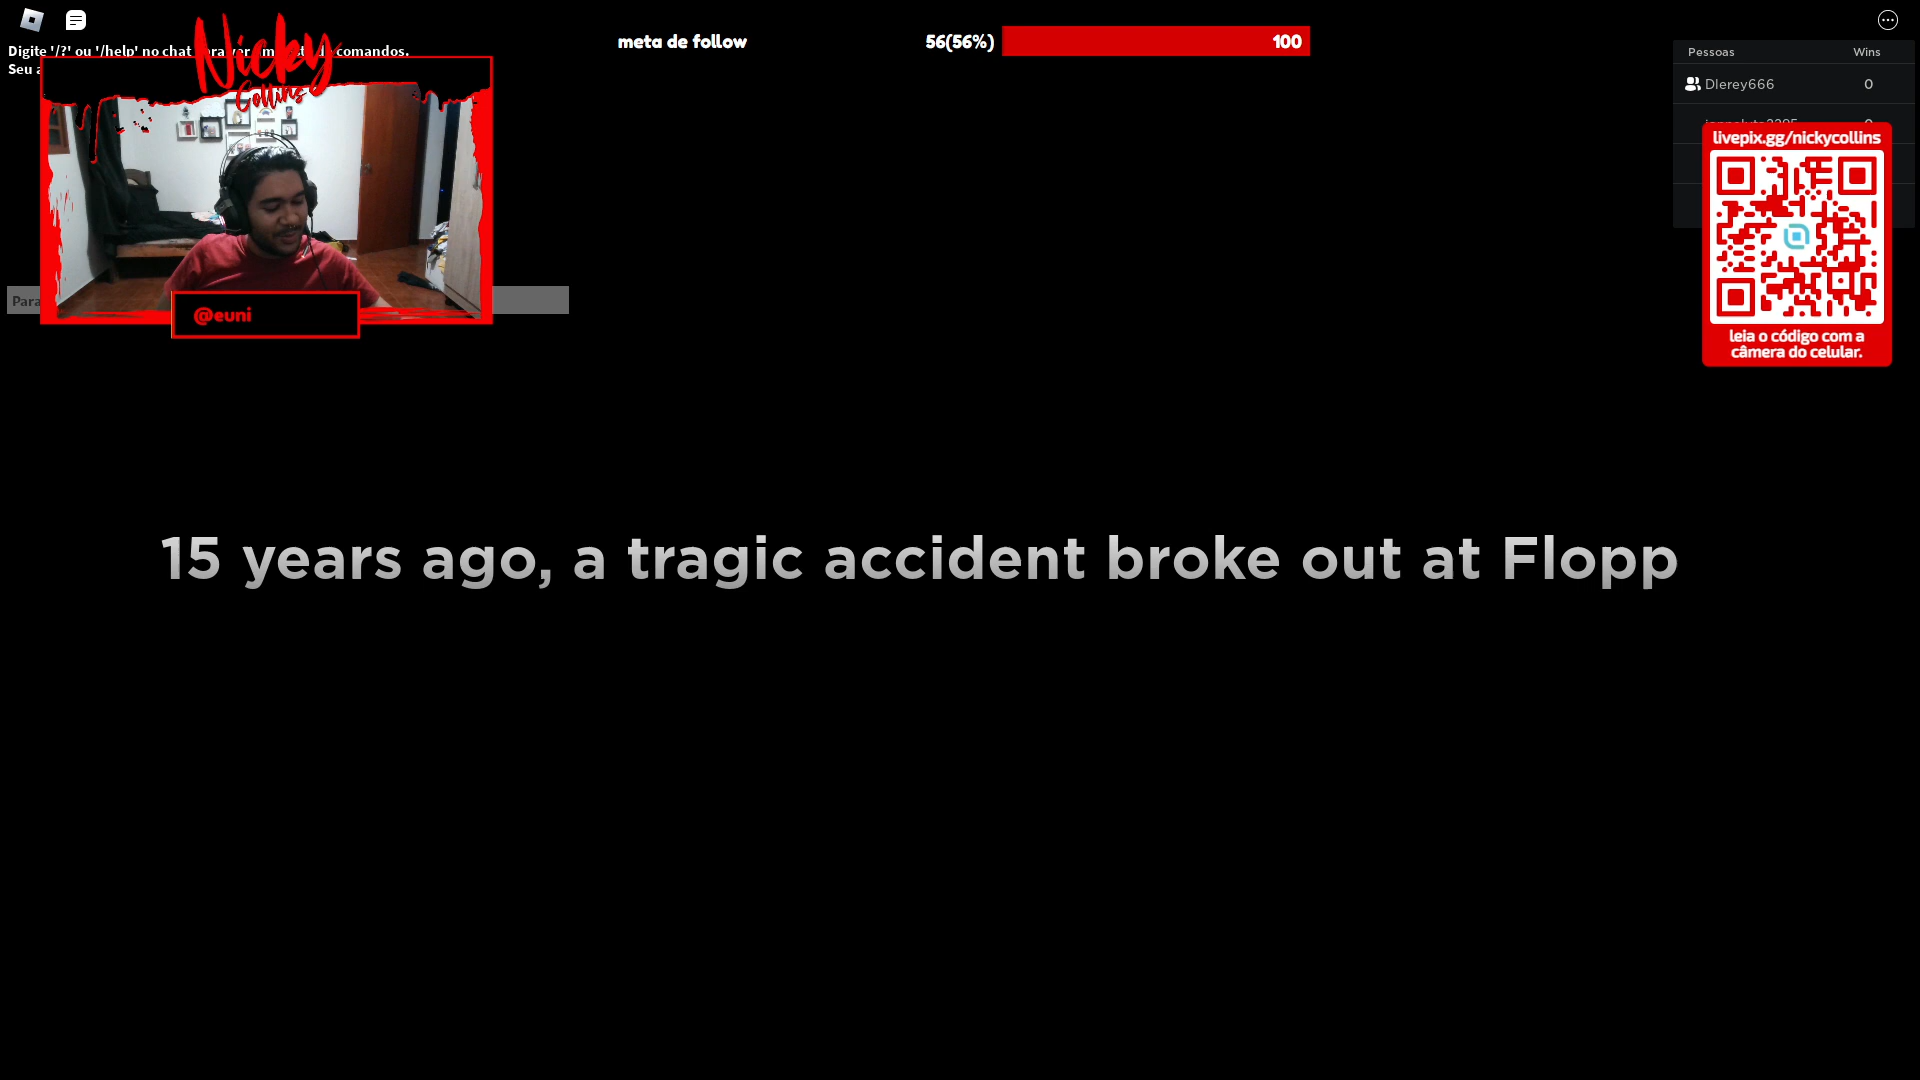 Digite '/?' ou '/help' no chat comandos.
Seu a
Nicky
Collins
@euni
Para
meta de follow 56(56%) 100
Pessoas Wins
Dlerey666 0
livepix.gg/nickycollins
leia o código com a
câmera do celular.
15 years ago, a tragic accident broke out at Flopp